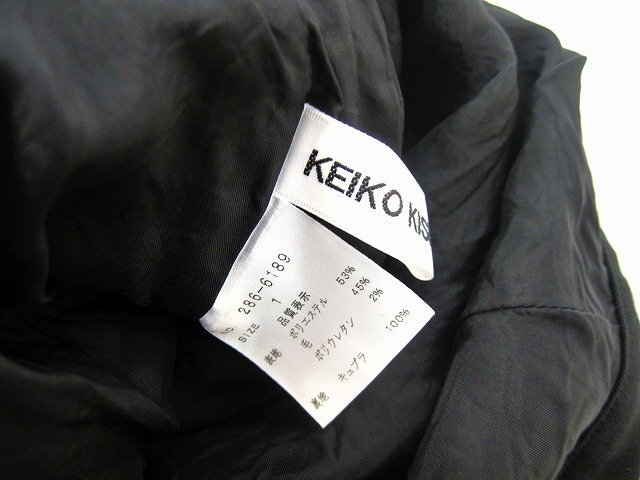 KEIKO KIS
NO 286-6189
SIZE 1
品質表示
表地 ポリエステル 53%
毛 45%
ポリウレタン 2%
裏地 キュプラ 100%